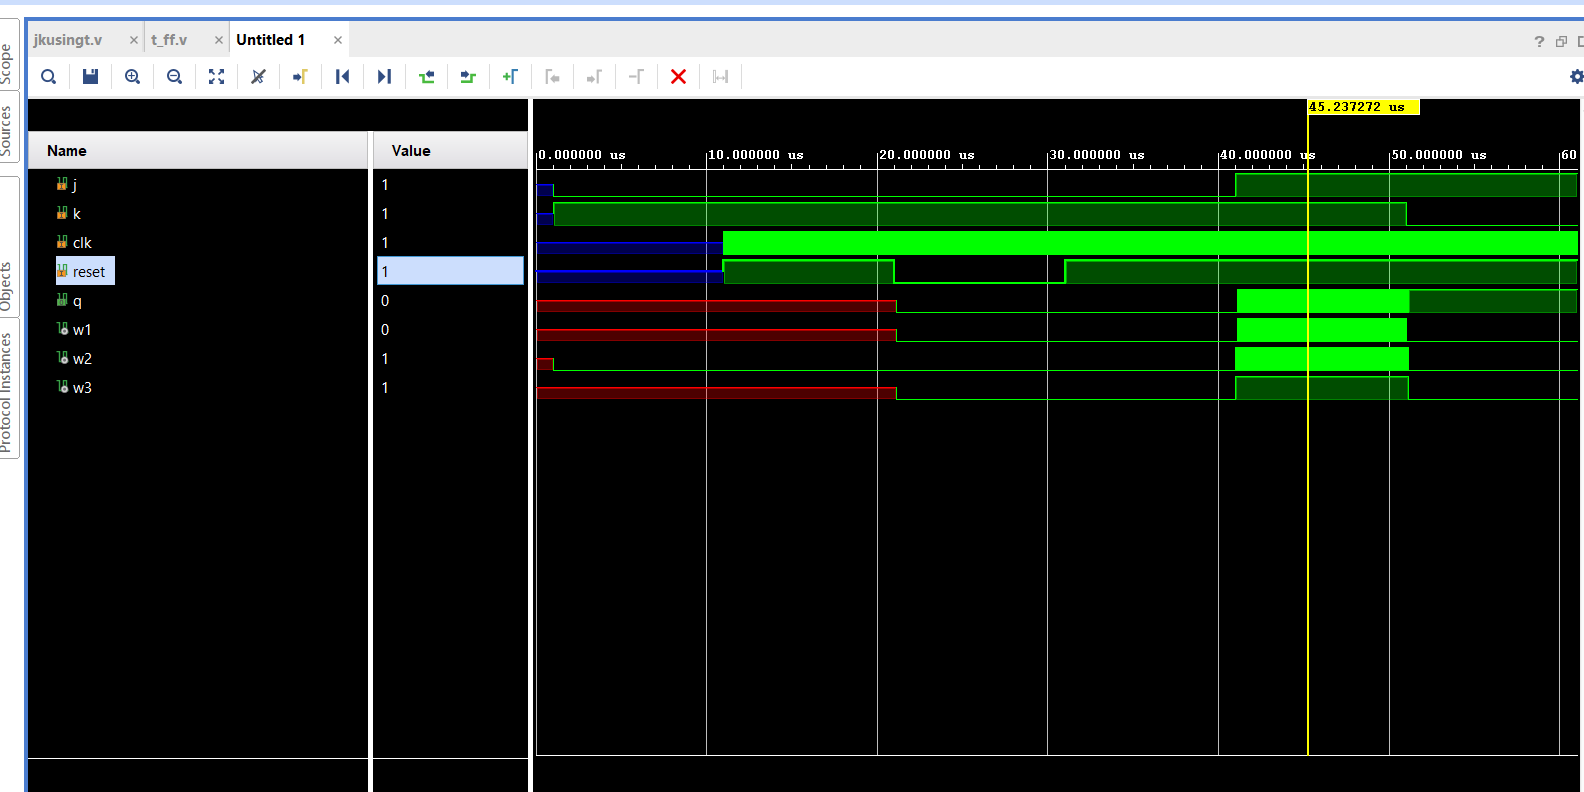 jkusingt.v × t_ff.v × Untitled 1 ×
?
45.237272 us
Name Value
0.000000 us 10.000000 us 20.000000 us 30.000000 us 40.000000 us 50.000000 us 60
j 1
k 1
clk 1
reset 1
q 0
w1 0
w2 1
w3 1
Scope
Sources
Objects
Protocol Instances